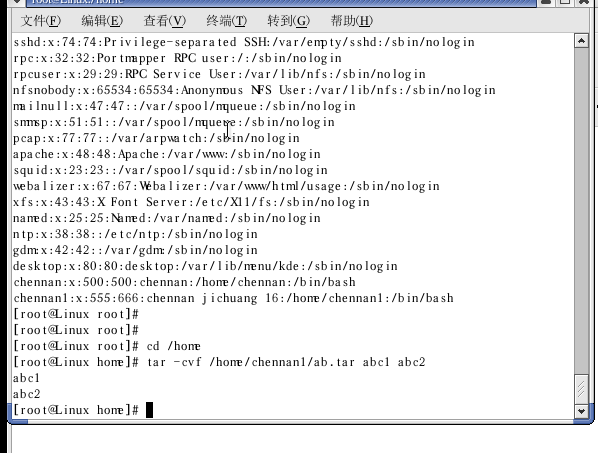 root@Linux:/home
文件(F) 编辑(E) 查看(V) 终端(T) 转到(G) 帮助(H)
sshd:x:74:74:Privilege-separated SSH:/var/empty/sshd:/sbin/nologin
rpc:x:32:32:Portmapper RPC user:/:/sbin/nologin
rpcuser:x:29:29:RPC Service User:/var/lib/nfs:/sbin/nologin
nfsnobody:x:65534:65534:Anonymous NFS User:/var/lib/nfs:/sbin/nologin
mailnull:x:47:47::/var/spool/mqueue:/sbin/nologin
smmsp:x:51:51::/var/spool/mqueue:/sbin/nologin
pcap:x:77:77::/var/arpwatch:/sbin/nologin
apache:x:48:48:Apache:/var/www:/sbin/nologin
squid:x:23:23::/var/spool/squid:/sbin/nologin
webalizer:x:67:67:Webalizer:/var/www/html/usage:/sbin/nologin
xfs:x:43:43:X Font Server:/etc/X11/fs:/sbin/nologin
named:x:25:25:Named:/var/named:/sbin/nologin
ntp:x:38:38::/etc/ntp:/sbin/nologin
gdm:x:42:42::/var/gdm:/sbin/nologin
desktop:x:80:80:desktop:/var/lib/menu/kde:/sbin/nologin
chennan:x:500:500:chennan:/home/chennan:/bin/bash
chennan1:x:555:666:chennan jichuang 16:/home/chennan1:/bin/bash
[root@Linux root]#
[root@Linux root]#
[root@Linux root]# cd /home
[root@Linux home]# tar -cvf /home/chennan1/ab.tar abc1 abc2
abc1
abc2
[root@Linux home]#